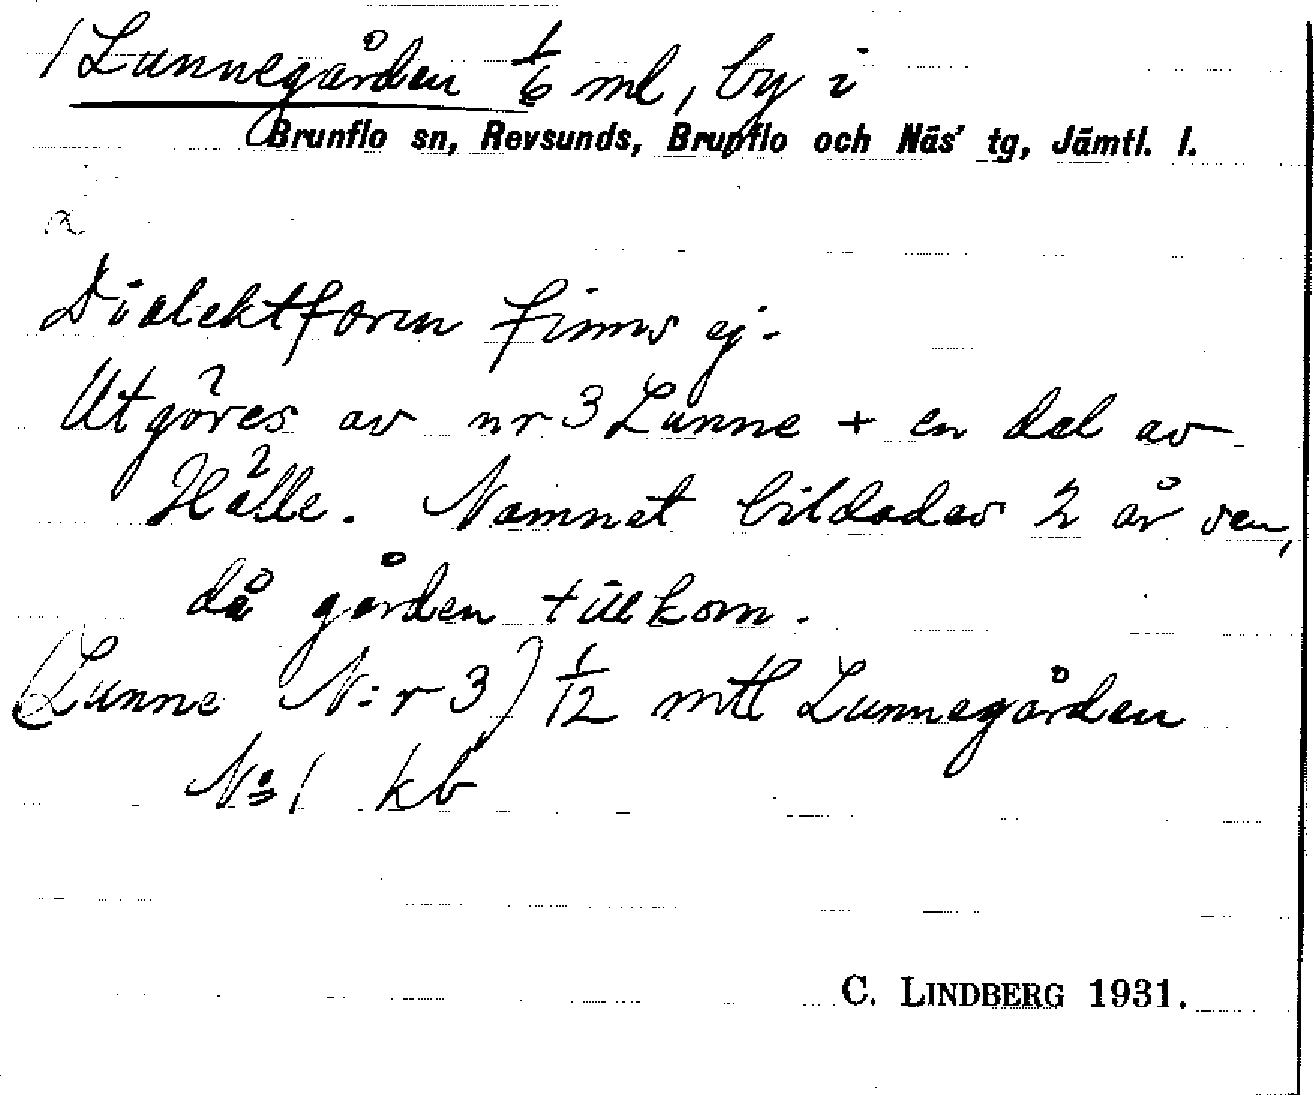 1 Lunnegården 1/6 ml, by i
Brunflo sn, Revsunds, Brunflo och Näs' tg, Jämtl. l.
Dialektform finns ej.
Utgöres av nr 3 Lunne + en del av
Hälle. Namnet bildades 2 år sen,
då gården tillkom.
(Lunne N:r 3) 1/12 mtl Lunnegården
N:1 kb
C. LINDBERG 1931.